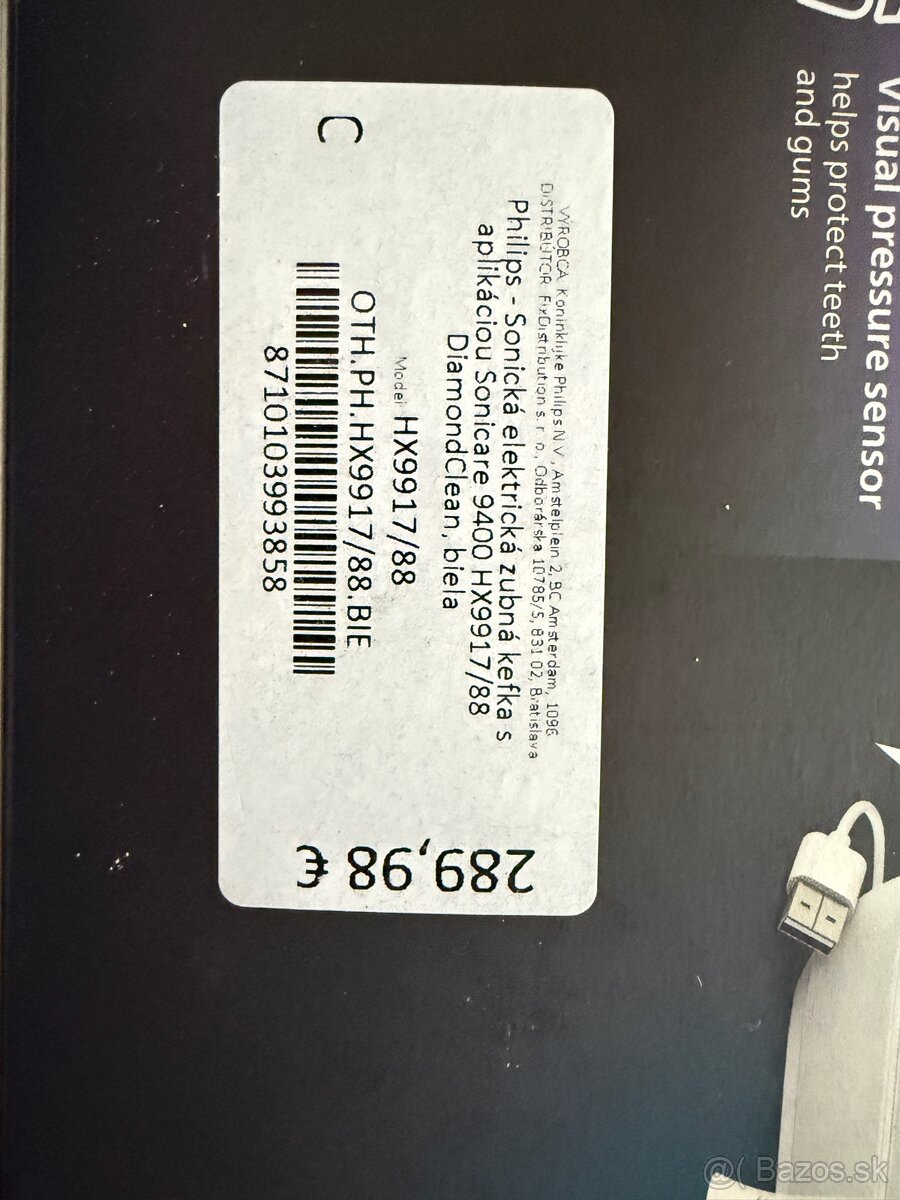 Visual pressure sensor
helps protect teeth
and gums
VÝROBCA: Koninklijke Philips N.V., Amstelplein 2, BC Amsterdam, 1096
DISTRIBÚTOR: FixDistribution s. r. o., Odborárska 10785/5, 831 02, Bratislava
Philips - Sonická elektrická zubná kefka s
aplikáciou Sonicare 9400 HX9917/88
DiamondClean, biela
Model HX9917/88
OTH.PH.HX9917/88.BIE
8710103993858
C
289,98 €
Bazos.sk